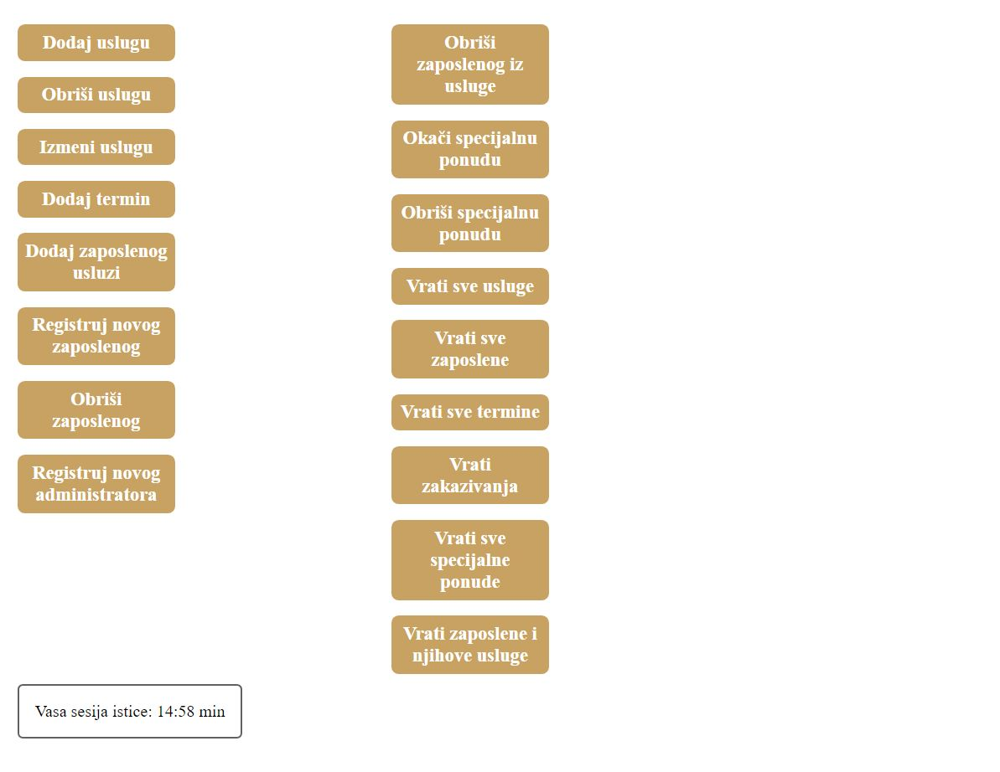 Dodaj uslugu
Obriši uslugu
Izmeni uslugu
Dodaj termin
Dodaj zaposlenog
usluzi
Registruj novog
zaposlenog
Obriši
zaposlenog
Registruj novog
administratora
Obriši
zaposlenog iz
usluge
Okači specijalnu
ponudu
Obriši specijalnu
ponudu
Vrati sve usluge
Vrati sve
zaposlene
Vrati sve termine
Vrati
zakazivanja
Vrati sve
specijalne
ponude
Vrati zaposlene i
njihove usluge
Vasa sesija istice: 14:58 min